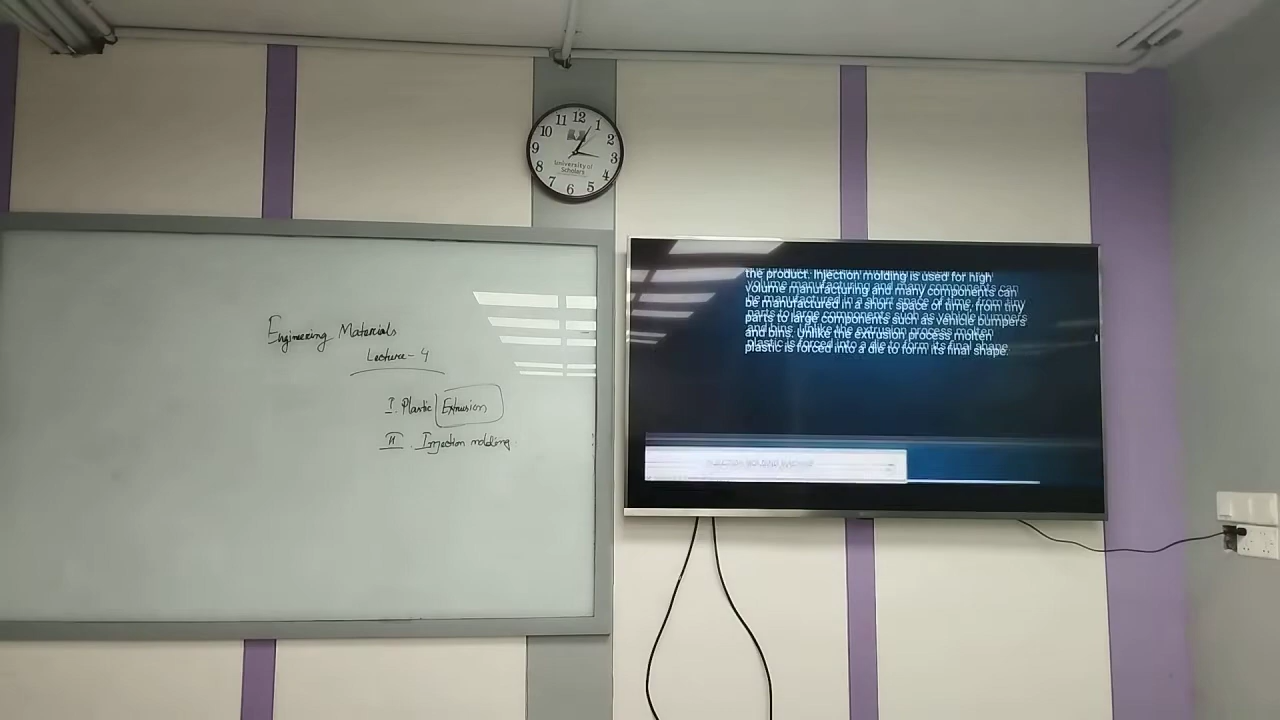 12
11 1
10 2
9 3
8 4
7 5
6
University of
Scholars
Engineering Materials
Lecture - 4
I. Plastic Extrusion
II. Injection molding.
the product. Injection molding is used for high
volume manufacturing and many components can
be manufactured in a short space of time, from tiny
parts to large components such as vehicle bumpers
and bins. Unlike the extrusion process molten
plastic is forced into a die to form its final shape.